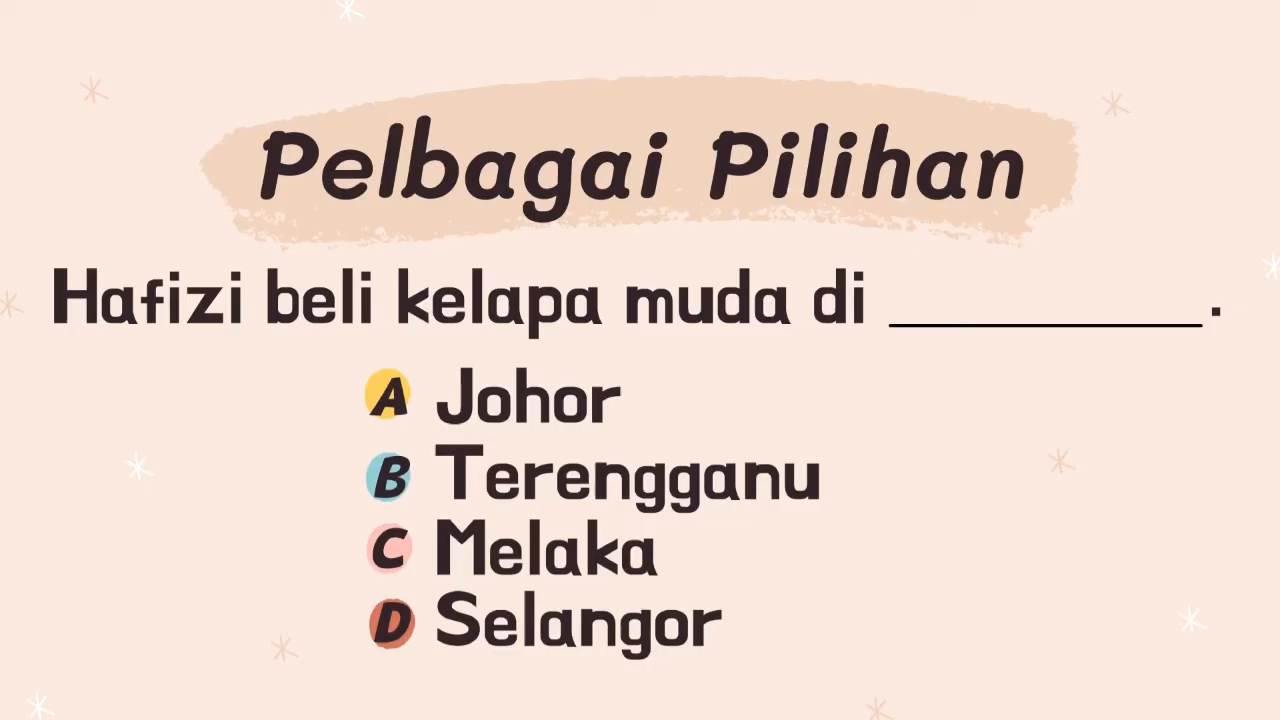 Pelbagai Pilihan
Hafizi beli kelapa muda di __________.
A Johor
B Terengganu
C Melaka
D Selangor